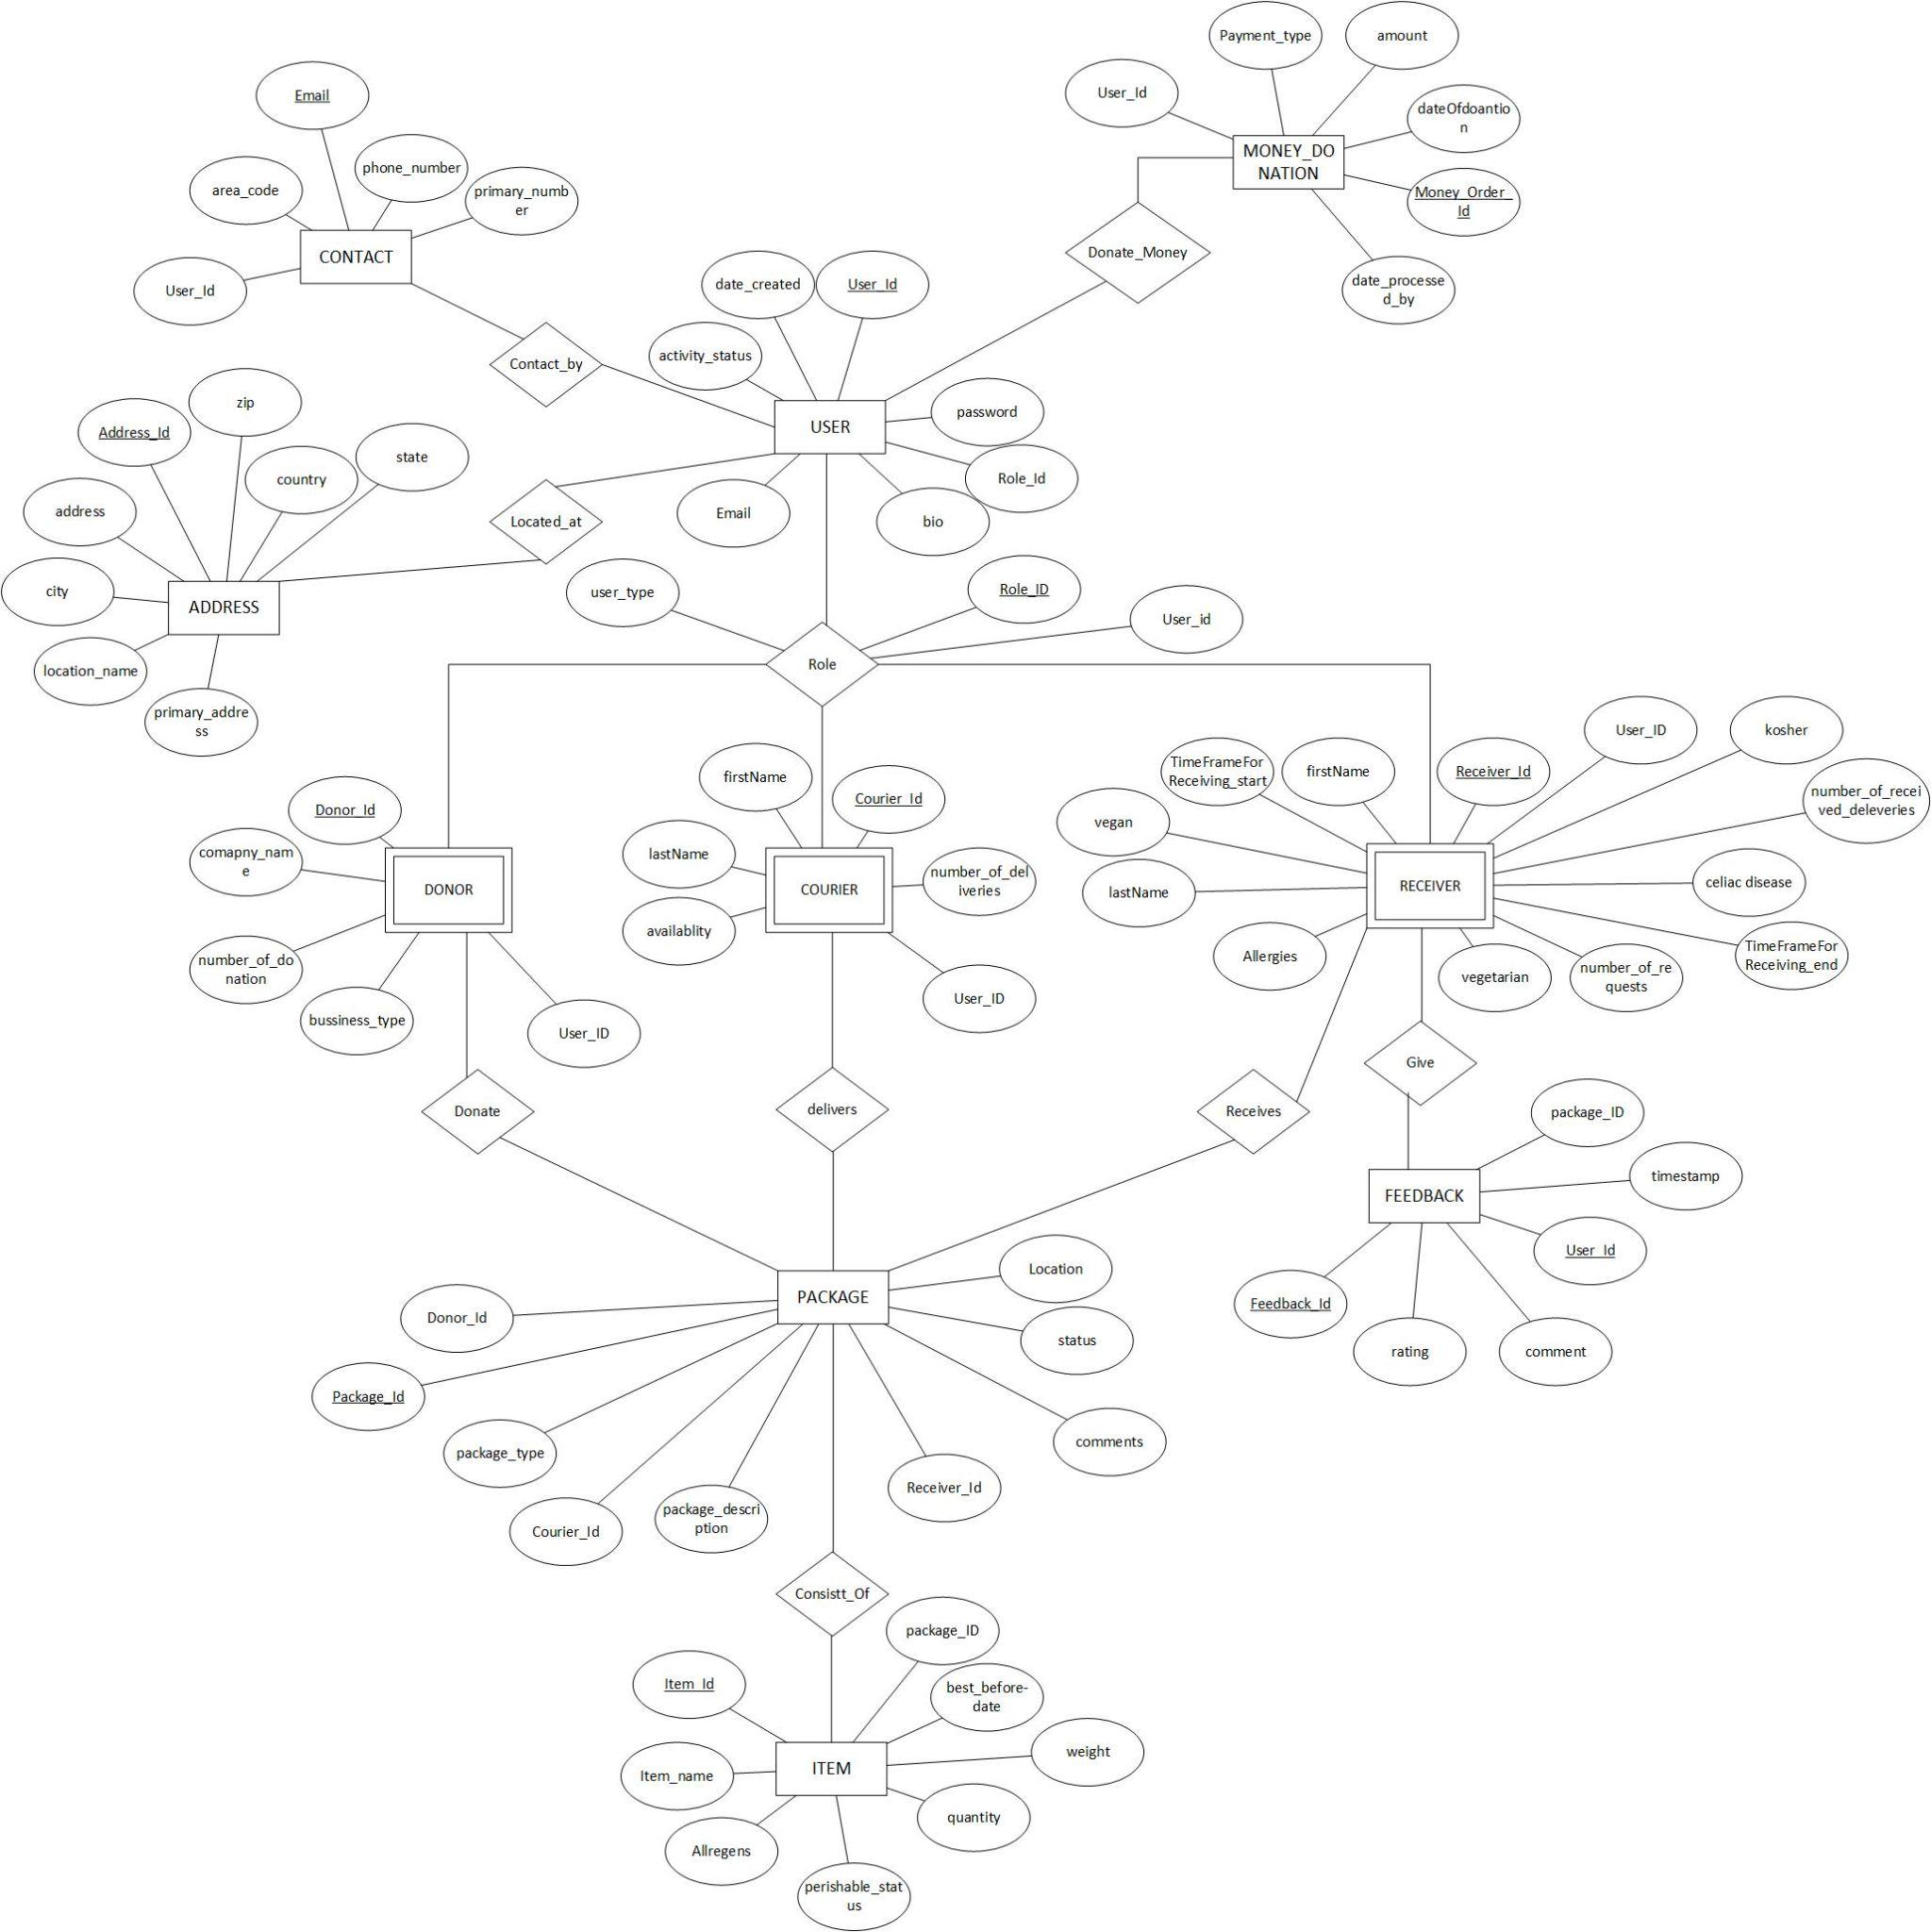 Payment_type
amount
User_Id
dateOfdoantio
n
MONEY_DO
NATION
Money_Order_
Id
date_processe
d_by
Donate_Money
Email
phone_number
area_code
primary_numb
er
CONTACT
User_Id
Contact_by
date_created
User_Id
activity_status
password
USER
Role_Id
Email
bio
zip
Address_Id
state
country
address
Located_at
city
ADDRESS
location_name
primary_addre
ss
user_type
Role_ID
User_id
Role
Donor_Id
comapny_nam
e
DONOR
number_of_do
nation
bussiness_type
User_ID
firstName
Courier_Id
lastName
COURIER
number_of_del
iveries
availablity
User_ID
TimeFrameFor
Receiving_start
firstName
Receiver_Id
User_ID
kosher
number_of_recei
ved_deleveries
vegan
lastName
RECEIVER
celiac disease
Allergies
vegetarian
number_of_re
quests
TimeFrameFor
Receiving_end
Donate
delivers
Receives
Give
package_ID
timestamp
FEEDBACK
User_Id
Feedback_Id
rating
comment
PACKAGE
Location
status
Donor_Id
Package_Id
package_type
Courier_Id
package_descri
ption
Receiver_Id
comments
Consistt_Of
package_ID
Item_Id
best_before-
date
weight
ITEM
Item_name
quantity
Allregens
perishable_stat
us